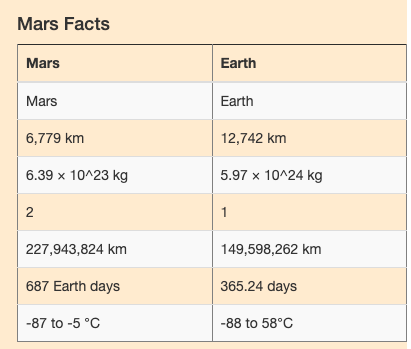 Mars Facts
Mars Earth
Mars Earth
6,779 km 12,742 km
6.39 × 10^23 kg 5.97 × 10^24 kg
2 1
227,943,824 km 149,598,262 km
687 Earth days 365.24 days
-87 to -5 °C -88 to 58°C